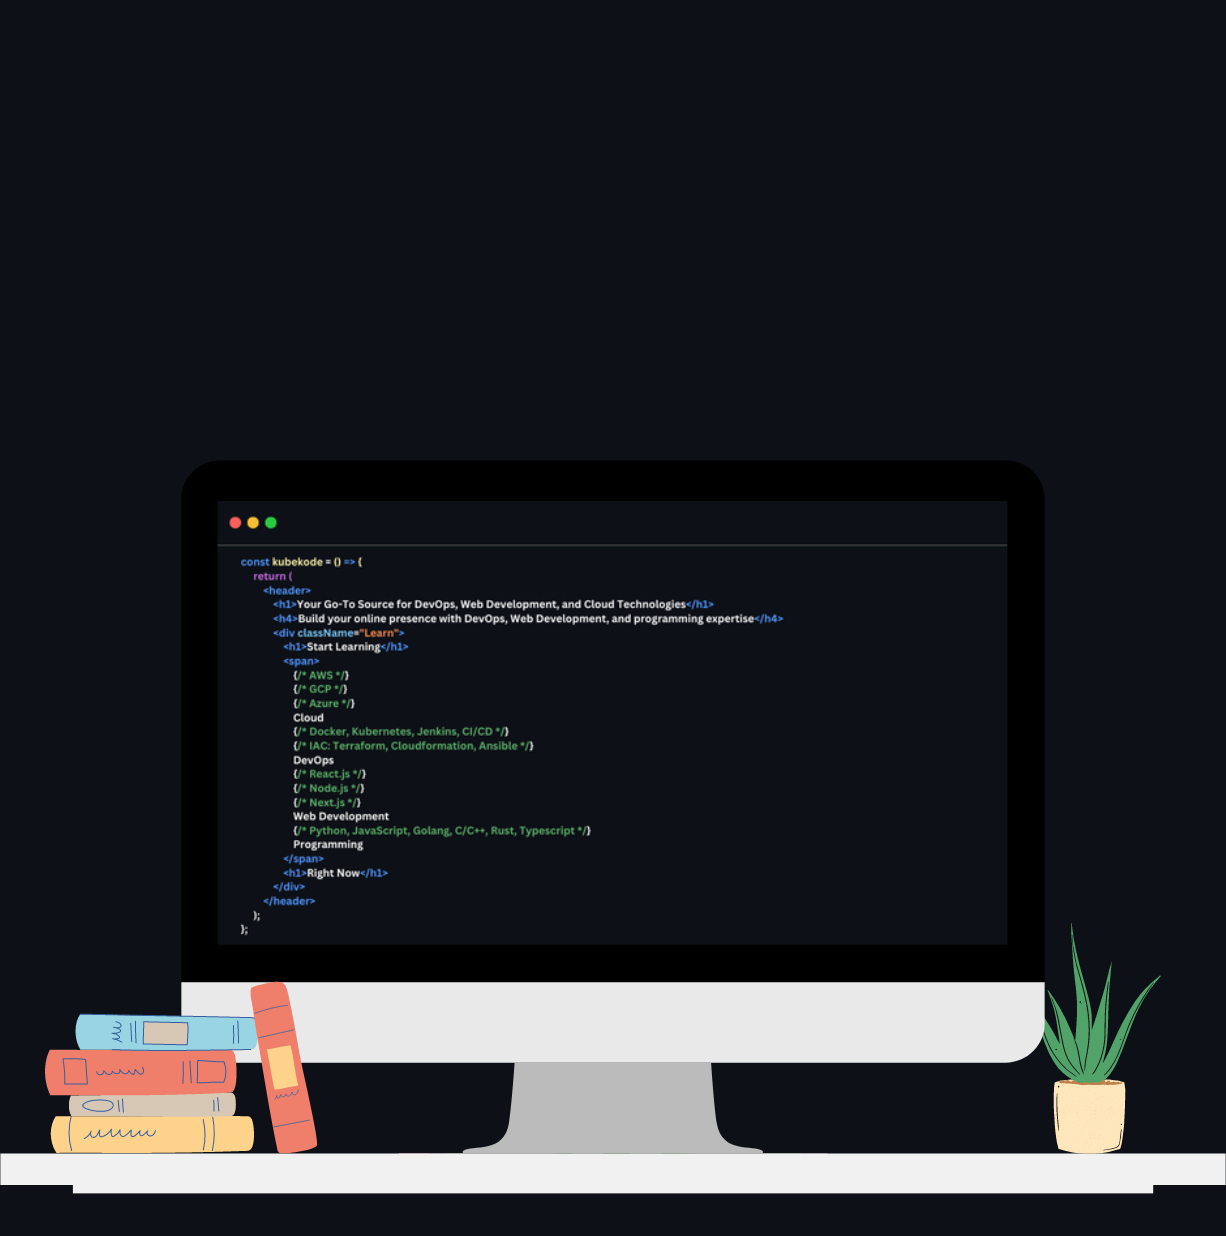 const kubekode = () => {
return (
<header>
<h1>Your Go-To Source for DevOps, Web Development, and Cloud Technologies</h1>
<h4>Build your online presence with DevOps, Web Development, and programming expertise</h4>
<div className="Learn">
<h1>Start Learning</h1>
<span>
{/* AWS */}
{/* GCP */}
{/* Azure */}
Cloud
{/* Docker, Kubernetes, Jenkins, CI/CD */}
{/* IAC: Terraform, Cloudformation, Ansible */}
DevOps
{/* React.js */}
{/* Node.js */}
{/* Next.js */}
Web Development
{/* Python, JavaScript, Golang, C/C++, Rust, Typescript */}
Programming
</span>
<h1>Right Now</h1>
</div>
</header>
);
};